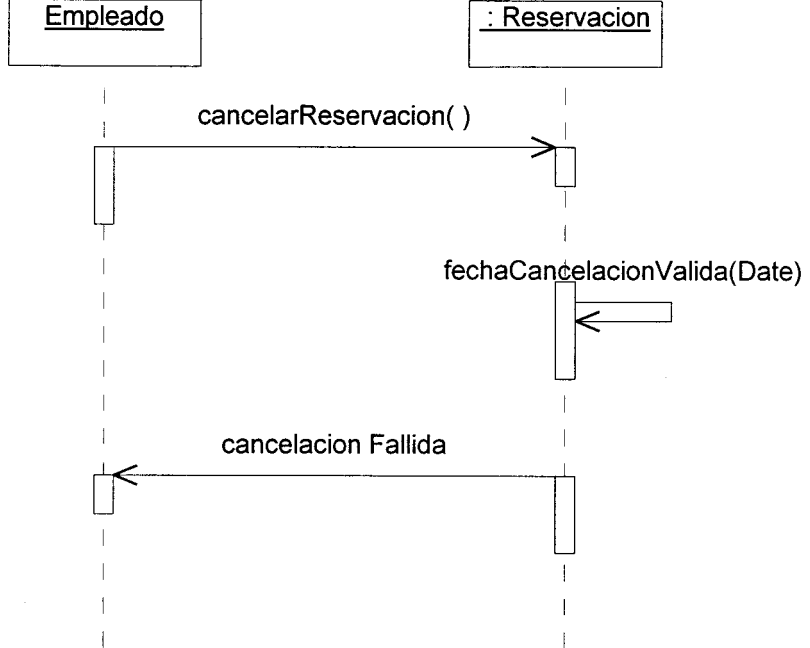 Empleado
: Reservacion
cancelarReservacion( )
fechaCancelacionValida(Date)
cancelacion Fallida